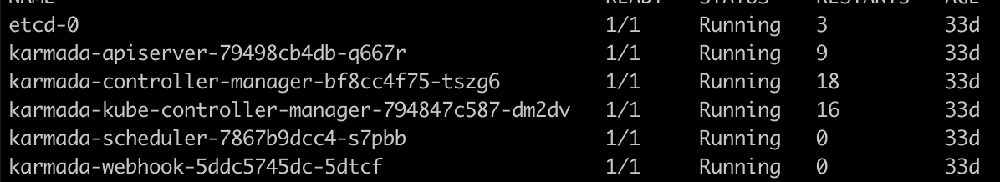 NAME READY STATUS RESTARTS AGE
etcd-0 1/1 Running 3 33d
karmada-apiserver-79498cb4db-q667r 1/1 Running 9 33d
karmada-controller-manager-bf8cc4f75-tszg6 1/1 Running 18 33d
karmada-kube-controller-manager-794847c587-dm2dv 1/1 Running 16 33d
karmada-scheduler-7867b9dcc4-s7pbb 1/1 Running 0 33d
karmada-webhook-5ddc5745dc-5dtcf 1/1 Running 0 33d